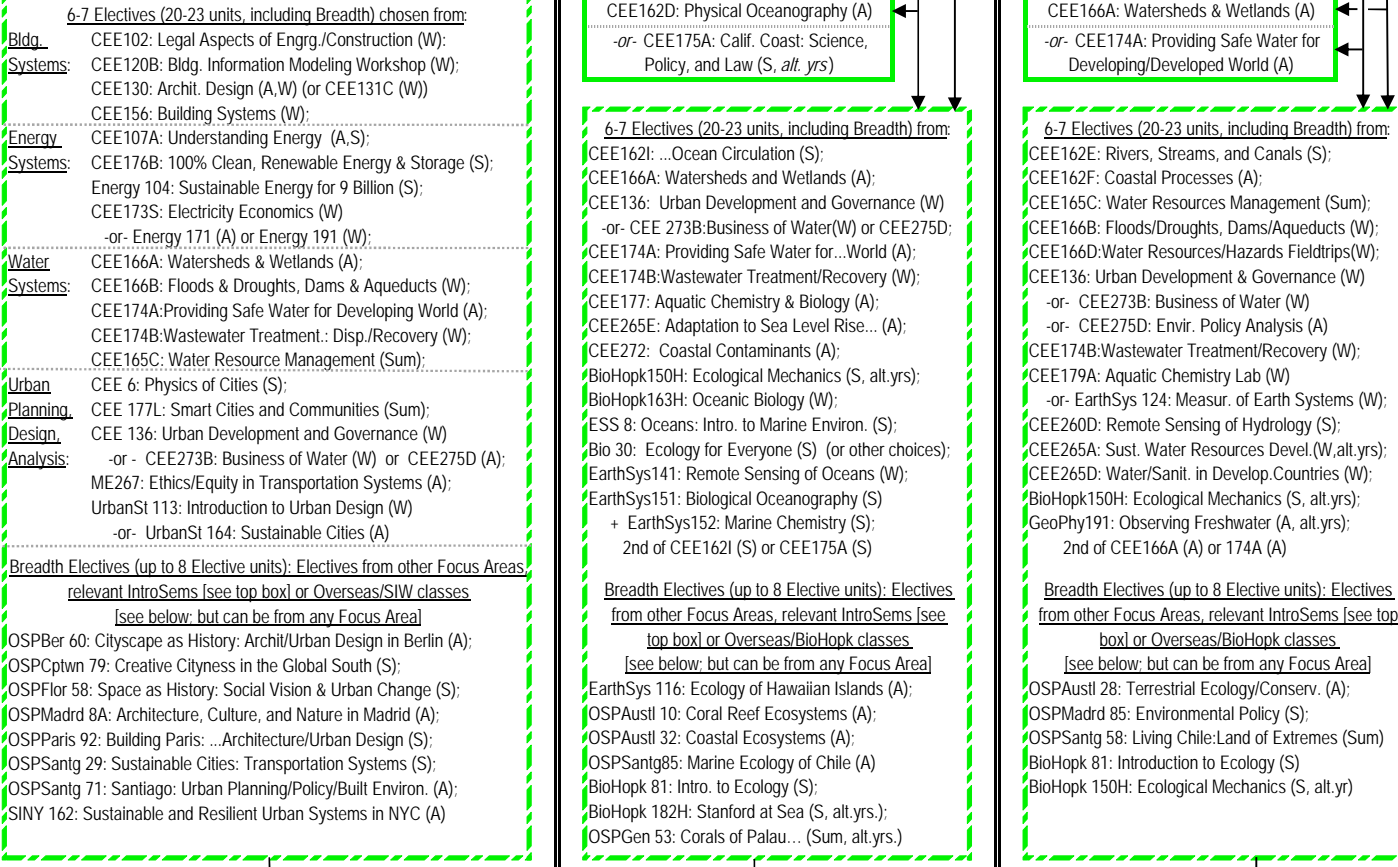 6-7 Electives (20-23 units, including Breadth) chosen from:
Bldg. CEE102: Legal Aspects of Engrg./Construction (W):
Systems: CEE120B: Bldg. Information Modeling Workshop (W);
CEE130: Archit. Design (A,W) (or CEE131C (W))
CEE156: Building Systems (W);
Energy CEE107A: Understanding Energy (A,S);
Systems: CEE176B: 100% Clean, Renewable Energy & Storage (S);
Energy 104: Sustainable Energy for 9 Billion (S);
CEE173S: Electricity Economics (W)
-or- Energy 171 (A) or Energy 191 (W);
Water CEE166A: Watersheds & Wetlands (A);
Systems: CEE166B: Floods & Droughts, Dams & Aqueducts (W);
CEE174A:Providing Safe Water for Developing World (A);
CEE174B:Wastewater Treatment.: Disp./Recovery (W);
CEE165C: Water Resource Management (Sum);
Urban CEE 6: Physics of Cities (S);
Planning, CEE 177L: Smart Cities and Communities (Sum);
Design, CEE 136: Urban Development and Governance (W)
Analysis: -or - CEE273B: Business of Water (W) or CEE275D (A);
ME267: Ethics/Equity in Transportation Systems (A);
UrbanSt 113: Introduction to Urban Design (W)
-or- UrbanSt 164: Sustainable Cities (A)
Breadth Electives (up to 8 Elective units): Electives from other Focus Areas,
relevant IntroSems [see top box] or Overseas/SIW classes
[see below; but can be from any Focus Area]
OSPBer 60: Cityscape as History: Archit/Urban Design in Berlin (A);
OSPCptwn 79: Creative Cityness in the Global South (S);
OSPFlor 58: Space as History: Social Vision & Urban Change (S);
OSPMadrd 8A: Architecture, Culture, and Nature in Madrid (A);
OSPParis 92: Building Paris: ...Architecture/Urban Design (S);
OSPSantg 29: Sustainable Cities: Transportation Systems (S);
OSPSantg 71: Santiago: Urban Planning/Policy/Built Environ. (A);
SINY 162: Sustainable and Resilient Urban Systems in NYC (A)
CEE162D: Physical Oceanography (A)
-or- CEE175A: Calif. Coast: Science,
Policy, and Law (S, alt. yrs)
6-7 Electives (20-23 units, including Breadth) from:
CEE162I: ...Ocean Circulation (S);
CEE166A: Watersheds and Wetlands (A);
CEE136: Urban Development and Governance (W)
-or- CEE 273B:Business of Water(W) or CEE275D;
CEE174A: Providing Safe Water for...World (A);
CEE174B:Wastewater Treatment/Recovery (W);
CEE177: Aquatic Chemistry & Biology (A);
CEE265E: Adaptation to Sea Level Rise... (A);
CEE272: Coastal Contaminants (A);
BioHopk150H: Ecological Mechanics (S, alt.yrs);
BioHopk163H: Oceanic Biology (W);
ESS 8: Oceans: Intro. to Marine Environ. (S);
Bio 30: Ecology for Everyone (S) (or other choices);
EarthSys141: Remote Sensing of Oceans (W);
EarthSys151: Biological Oceanography (S)
+ EarthSys152: Marine Chemistry (S);
2nd of CEE162I (S) or CEE175A (S)
Breadth Electives (up to 8 Elective units): Electives
from other Focus Areas, relevant IntroSems [see
top box] or Overseas/BioHopk classes
[see below; but can be from any Focus Area]
EarthSys 116: Ecology of Hawaiian Islands (A);
OSPAustl 10: Coral Reef Ecosystems (A);
OSPAustl 32: Coastal Ecosystems (A);
OSPSantg85: Marine Ecology of Chile (A)
BioHopk 81: Intro. to Ecology (S);
BioHopk 182H: Stanford at Sea (S, alt.yrs.);
OSPGen 53: Corals of Palau... (Sum, alt.yrs.)
CEE166A: Watersheds & Wetlands (A)
-or- CEE174A: Providing Safe Water for
Developing/Developed World (A)
6-7 Electives (20-23 units, including Breadth) from:
CEE162E: Rivers, Streams, and Canals (S);
CEE162F: Coastal Processes (A);
CEE165C: Water Resources Management (Sum);
CEE166B: Floods/Droughts, Dams/Aqueducts (W);
CEE166D:Water Resources/Hazards Fieldtrips(W);
CEE136: Urban Development & Governance (W)
-or- CEE273B: Business of Water (W)
-or- CEE275D: Envir. Policy Analysis (A)
CEE174B:Wastewater Treatment/Recovery (W);
CEE179A: Aquatic Chemistry Lab (W)
-or- EarthSys 124: Measur. of Earth Systems (W);
CEE260D: Remote Sensing of Hydrology (S);
CEE265A: Sust. Water Resources Devel.(W,alt.yrs);
CEE265D: Water/Sanit. in Develop.Countries (W);
BioHopk150H: Ecological Mechanics (S, alt.yrs);
GeoPhy191: Observing Freshwater (A, alt.yrs);
2nd of CEE166A (A) or 174A (A)
Breadth Electives (up to 8 Elective units): Electives
from other Focus Areas, relevant IntroSems [see top
box] or Overseas/BioHopk classes
[see below; but can be from any Focus Area]
OSPAustl 28: Terrestrial Ecology/Conserv. (A);
OSPMadrd 85: Environmental Policy (S);
OSPSantg 58: Living Chile:Land of Extremes (Sum)
BioHopk 81: Introduction to Ecology (S)
BioHopk 150H: Ecological Mechanics (S, alt.yr)